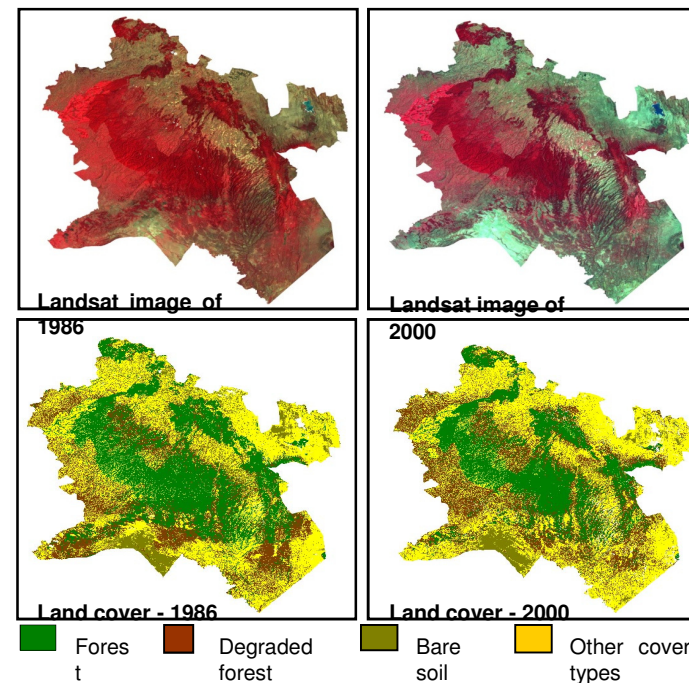 Landsat image of
1986
Landsat image of
2000
Land cover - 1986
Land cover - 2000
Fores
t
Degraded
forest
Bare
soil
Other cover
types